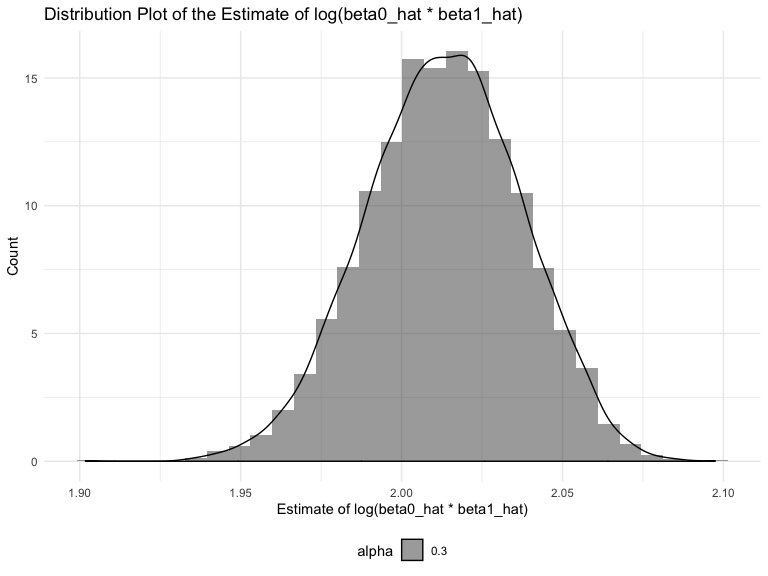 Distribution Plot of the Estimate of log(beta0_hat * beta1_hat)
Count
15
10
5
0
1.90 1.95 2.00 2.05 2.10
Estimate of log(beta0_hat * beta1_hat)
alpha 0.3